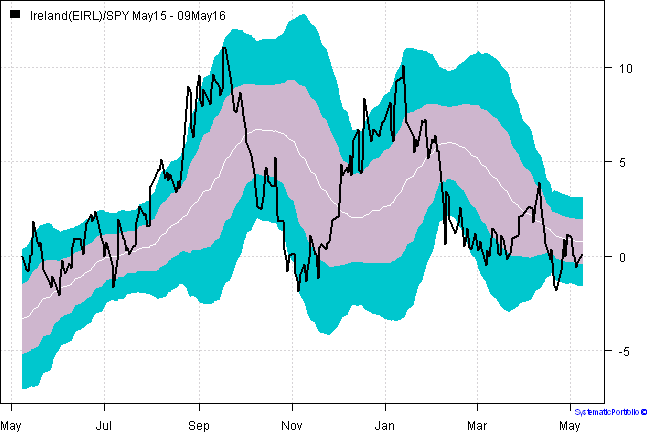 Ireland(EIRL)/SPY May15 - 09May16
10
5
0
-5
May Jul Sep Nov Jan Mar May
SystematicPortfolio ©